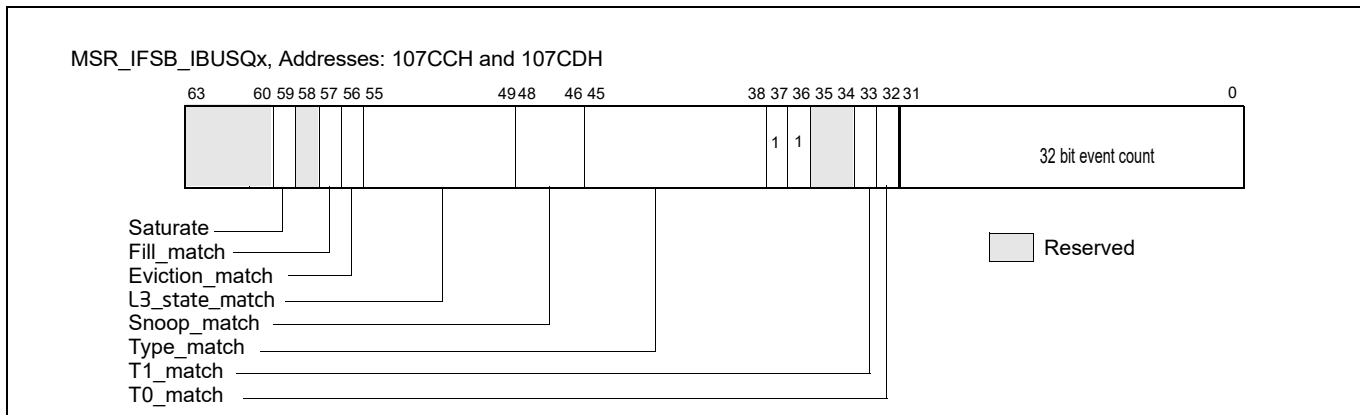 MSR_IFSB_IBUSQx, Addresses: 107CCH and 107CDH
63 60 59 58 57 56 55 49 48 46 45 38 37 36 35 34 33 32 31 0
1 1 32 bit event count
Saturate
Fill_match
Eviction_match
L3_state_match
Snoop_match
Type_match
T1_match
T0_match
Reserved